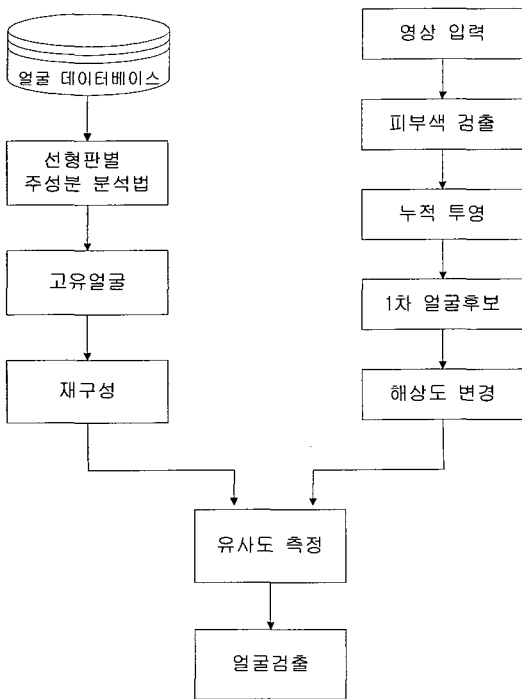 얼굴 데이터베이스
선형판별
주성분 분석법
고유얼굴
재구성
영상 입력
피부색 검출
누적 투영
1차 얼굴후보
해상도 변경
유사도 측정
얼굴검출